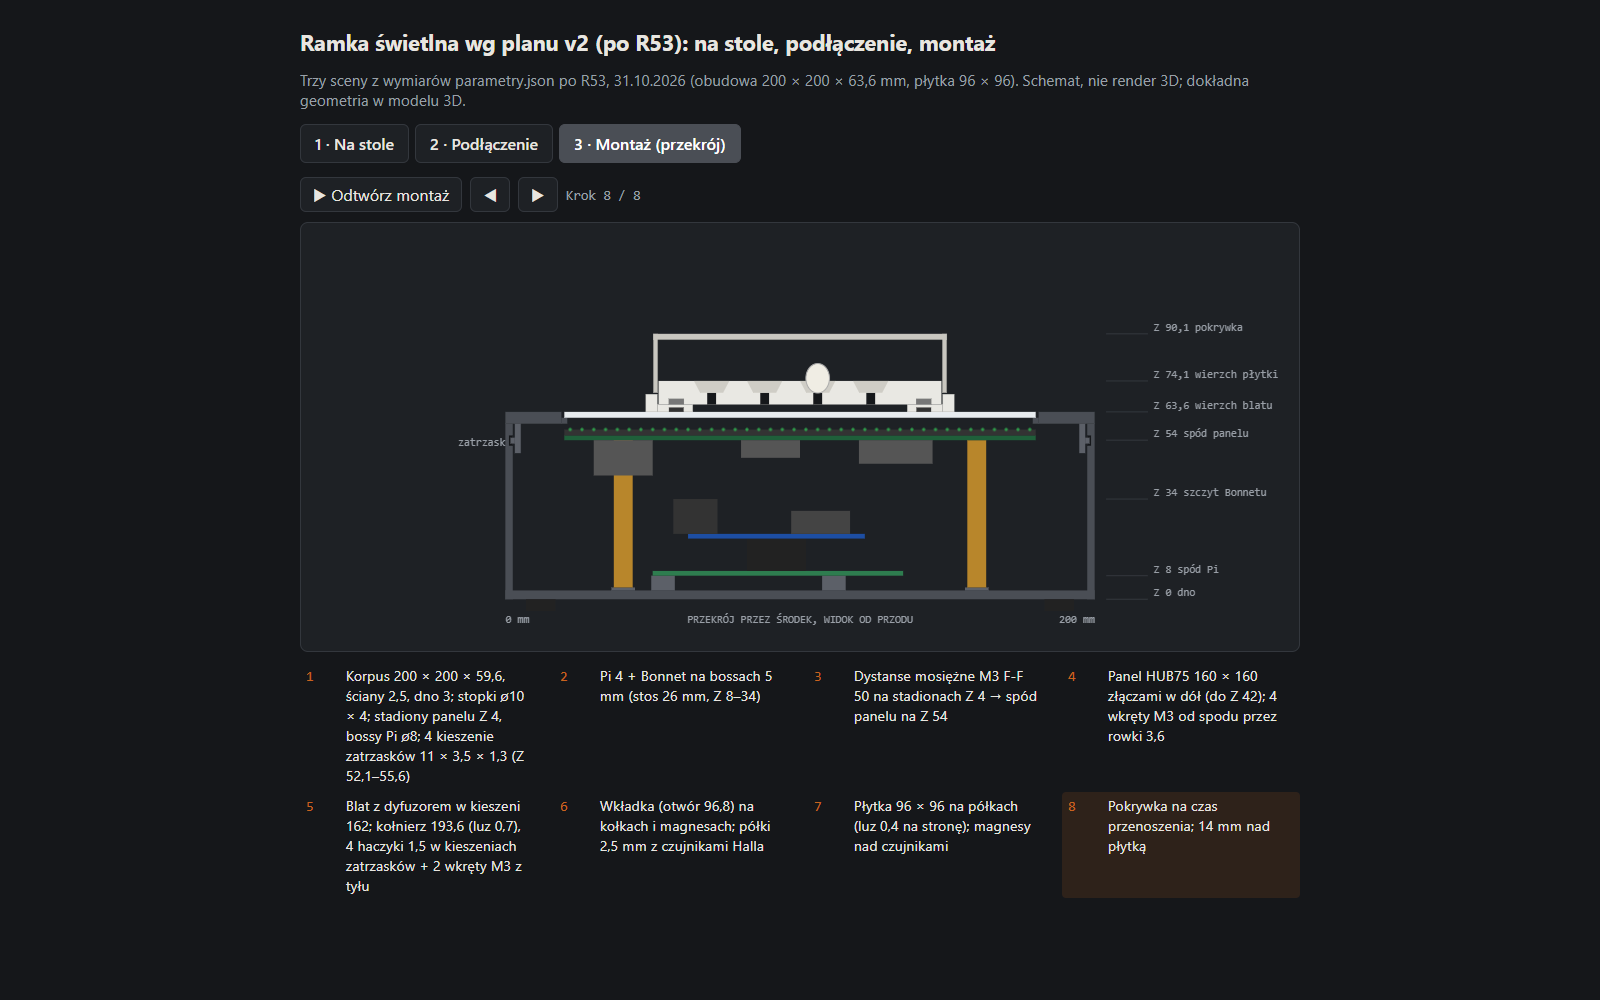 Ramka świetlna wg planu v2 (po R53): na stole, podłączenie, montaż
Trzy sceny z wymiarów parametry.json po R53, 31.10.2026 (obudowa 200 × 200 × 63,6 mm, płytka 96 × 96). Schemat, nie render 3D; dokładna
geometria w modelu 3D.
1 · Na stole
2 · Podłączenie
3 · Montaż (przekrój)
▶ Odtwórz montaż
◀
▶
Krok 8 / 8
Z 90,1 pokrywka
Z 74,1 wierzch płytki
Z 63,6 wierzch blatu
Z 54 spód panelu
zatrzask
Z 34 szczyt Bonnetu
Z 8 spód Pi
Z 0 dno
0 mm
PRZEKRÓJ PRZEZ ŚRODEK, WIDOK OD PRZODU
200 mm
1
Korpus 200 × 200 × 59,6,
ściany 2,5, dno 3; stopki ø10
× 4; stadiony panelu Z 4,
bossy Pi ø8; 4 kieszenie
zatrzasków 11 × 3,5 × 1,3 (Z
52,1–55,6)
2
Pi 4 + Bonnet na bossach 5
mm (stos 26 mm, Z 8–34)
3
Dystanse mosiężne M3 F-F
50 na stadionach Z 4 → spód
panelu na Z 54
4
Panel HUB75 160 × 160
złączami w dół (do Z 42); 4
wkręty M3 od spodu przez
rowki 3,6
5
Blat z dyfuzorem w kieszeni
162; kołnierz 193,6 (luz 0,7),
4 haczyki 1,5 w kieszeniach
zatrzasków + 2 wkręty M3 z
tyłu
6
Wkładka (otwór 96,8) na
kołkach i magnesach; półki
2,5 mm z czujnikami Halla
7
Płytka 96 × 96 na półkach
(luz 0,4 na stronę); magnesy
nad czujnikami
8
Pokrywka na czas
przenoszenia; 14 mm nad
płytką